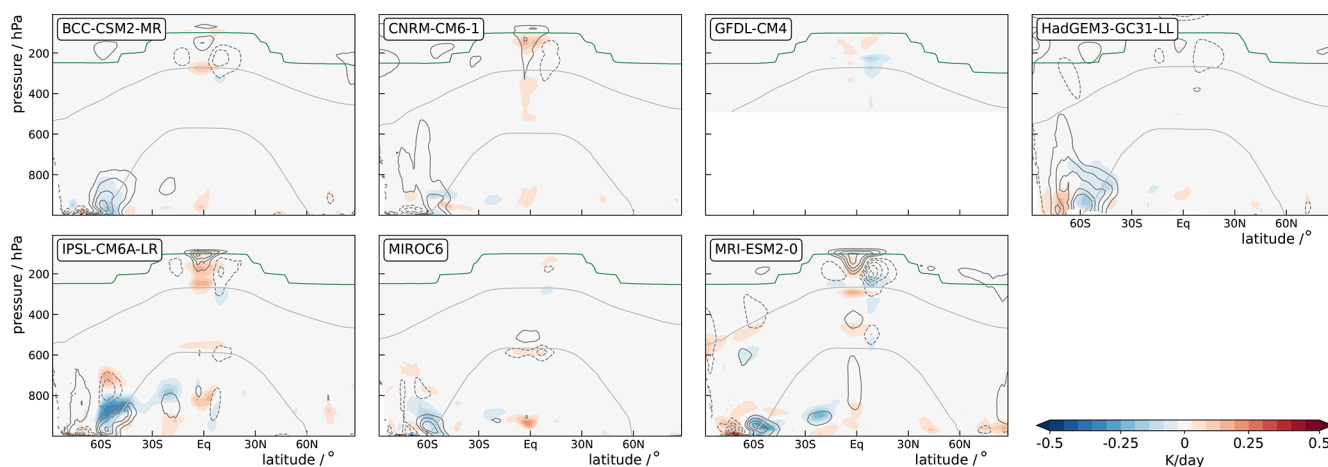 BCC-CSM2-MR
CNRM-CM6-1
GFDL-CM4
HadGEM3-GC31-LL
pressure / hPa
200
400
600
800
60S 30S Eq 30N 60N
latitude / °
IPSL-CM6A-LR
MIROC6
MRI-ESM2-0
pressure / hPa
200
400
600
800
60S 30S Eq 30N 60N
latitude / °
60S 30S Eq 30N 60N
latitude / °
60S 30S Eq 30N 60N
latitude / °
-0.5 -0.25 0 0.25 0.5
K/day